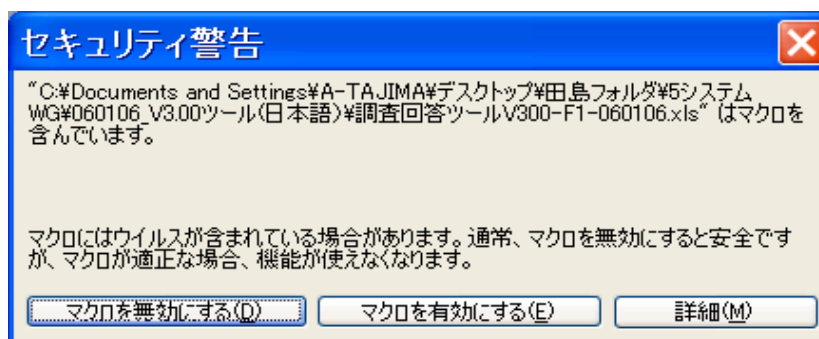 セキュリティ警告
"C:¥Documents and Settings¥A-TAJIMA¥デスクトップ¥田島フォルダ¥5システム
WG¥060106_V3.00ツール(日本語)¥調査回答ツールV300-F1-060106.xls" はマクロを
含んでいます。
マクロにはウイルスが含まれている場合があります。通常、マクロを無効にすると安全です
が、マクロが適正な場合、機能が使えなくなります。
マクロを無効にする(D) マクロを有効にする(E) 詳細(M)